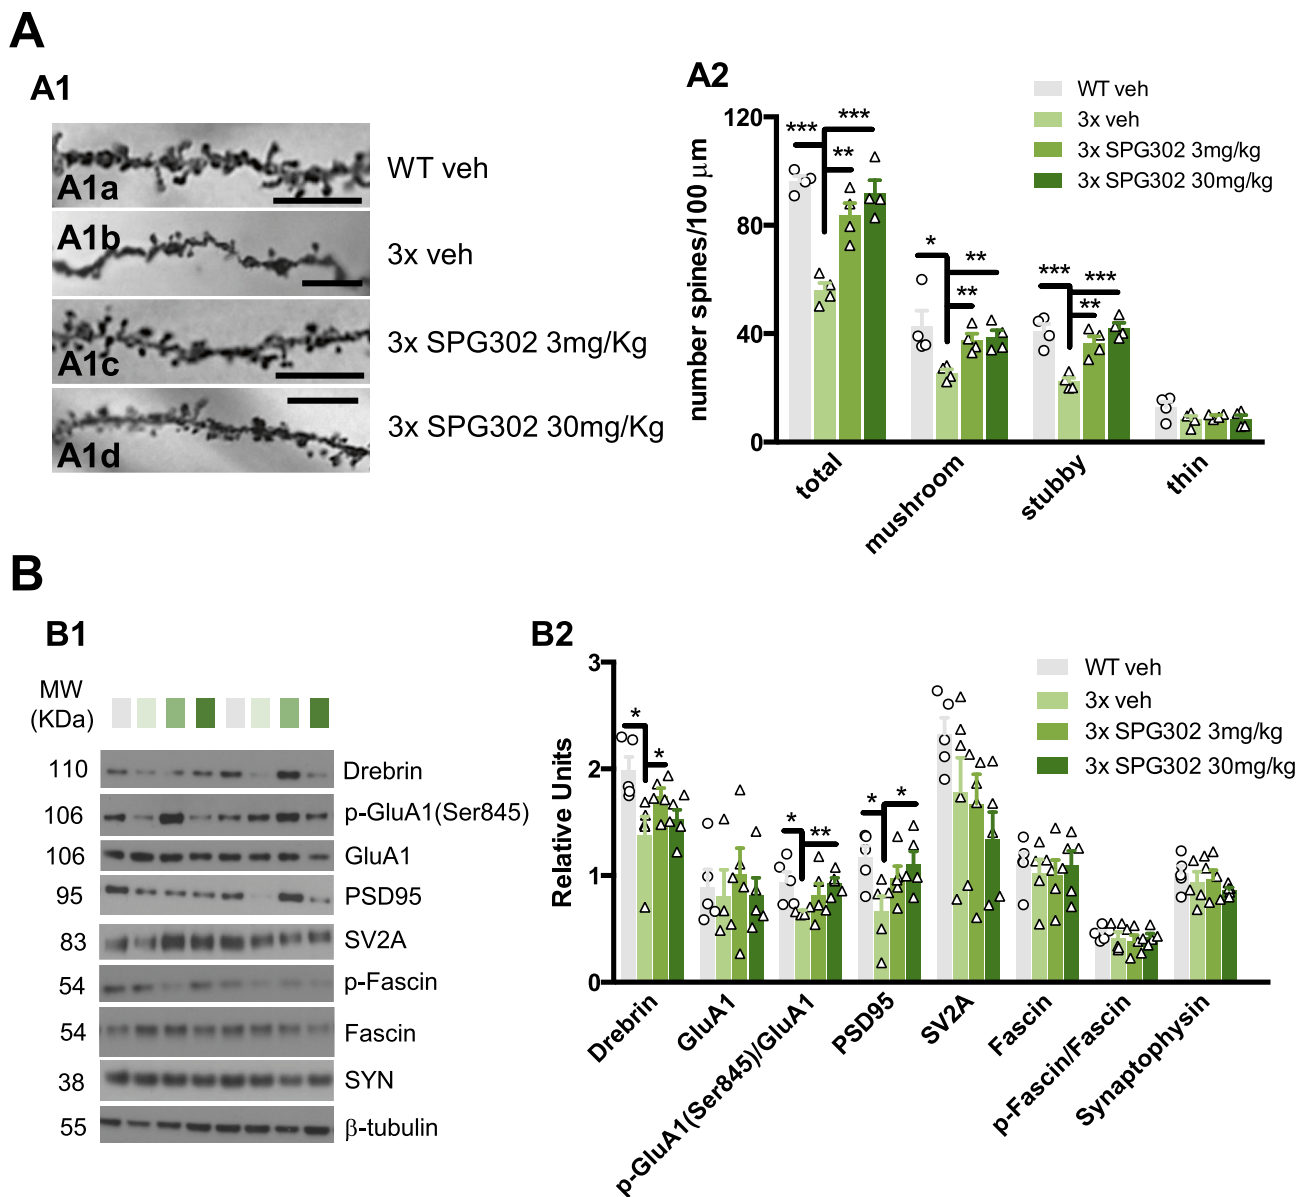 A
A1
A1a
WT veh
A1b
3x veh
A1c
3x SPG302 3mg/Kg
A1d
3x SPG302 30mg/Kg
A2
WT veh
3x veh
3x SPG302 3mg/kg
3x SPG302 30mg/kg
number spines/100 μm
120
80
40
0
*** ***
**
* **
**
*** ***
**
total
mushroom
stubby
thin
B
B1
MW
(KDa)
110 Drebrin
106 p-GluA1(Ser845)
106 GluA1
95 PSD95
83 SV2A
54 p-Fascin
54 Fascin
38 SYN
55 β-tubulin
B2
WT veh
3x veh
3x SPG302 3mg/kg
3x SPG302 30mg/kg
Relative Units
3
2
1
0
*
*
* **
* *
Drebrin
GluA1
p-GluA1(Ser845)/GluA1
PSD95
SV2A
Fascin
p-Fascin/Fascin
Synaptophysin